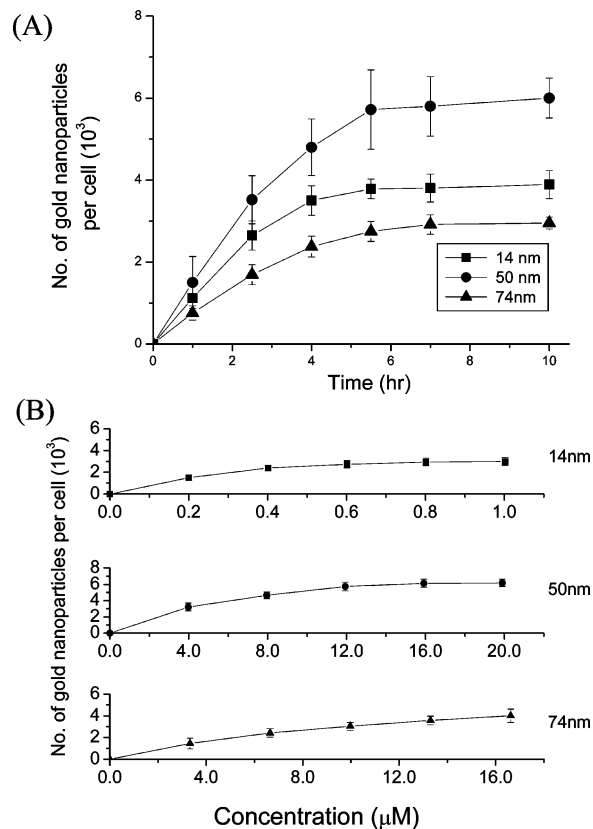 (A)
No. of gold nanoparticles
per cell (10³)
8
6
4
2
0
0 2 4 6 8 10
Time (hr)
14 nm
50 nm
74nm
(B)
No. of gold nanoparticles per cell (10³)
6
4
2
0
0.0 0.2 0.4 0.6 0.8 1.0
14nm
8
6
4
2
0
0.0 4.0 8.0 12.0 16.0 20.0
50nm
6
4
2
0
0.0 4.0 8.0 12.0 16.0
74nm
Concentration (μM)